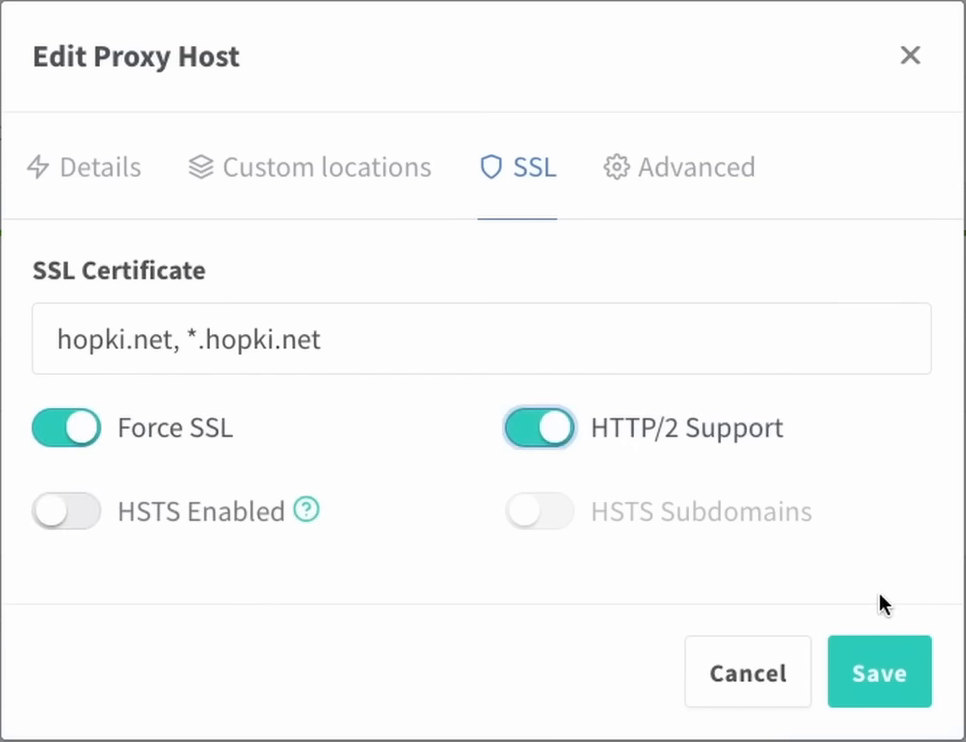 Edit Proxy Host
Details Custom locations SSL Advanced
SSL Certificate
hopki.net, *.hopki.net
Force SSL HTTP/2 Support
HSTS Enabled ? HSTS Subdomains
Cancel Save